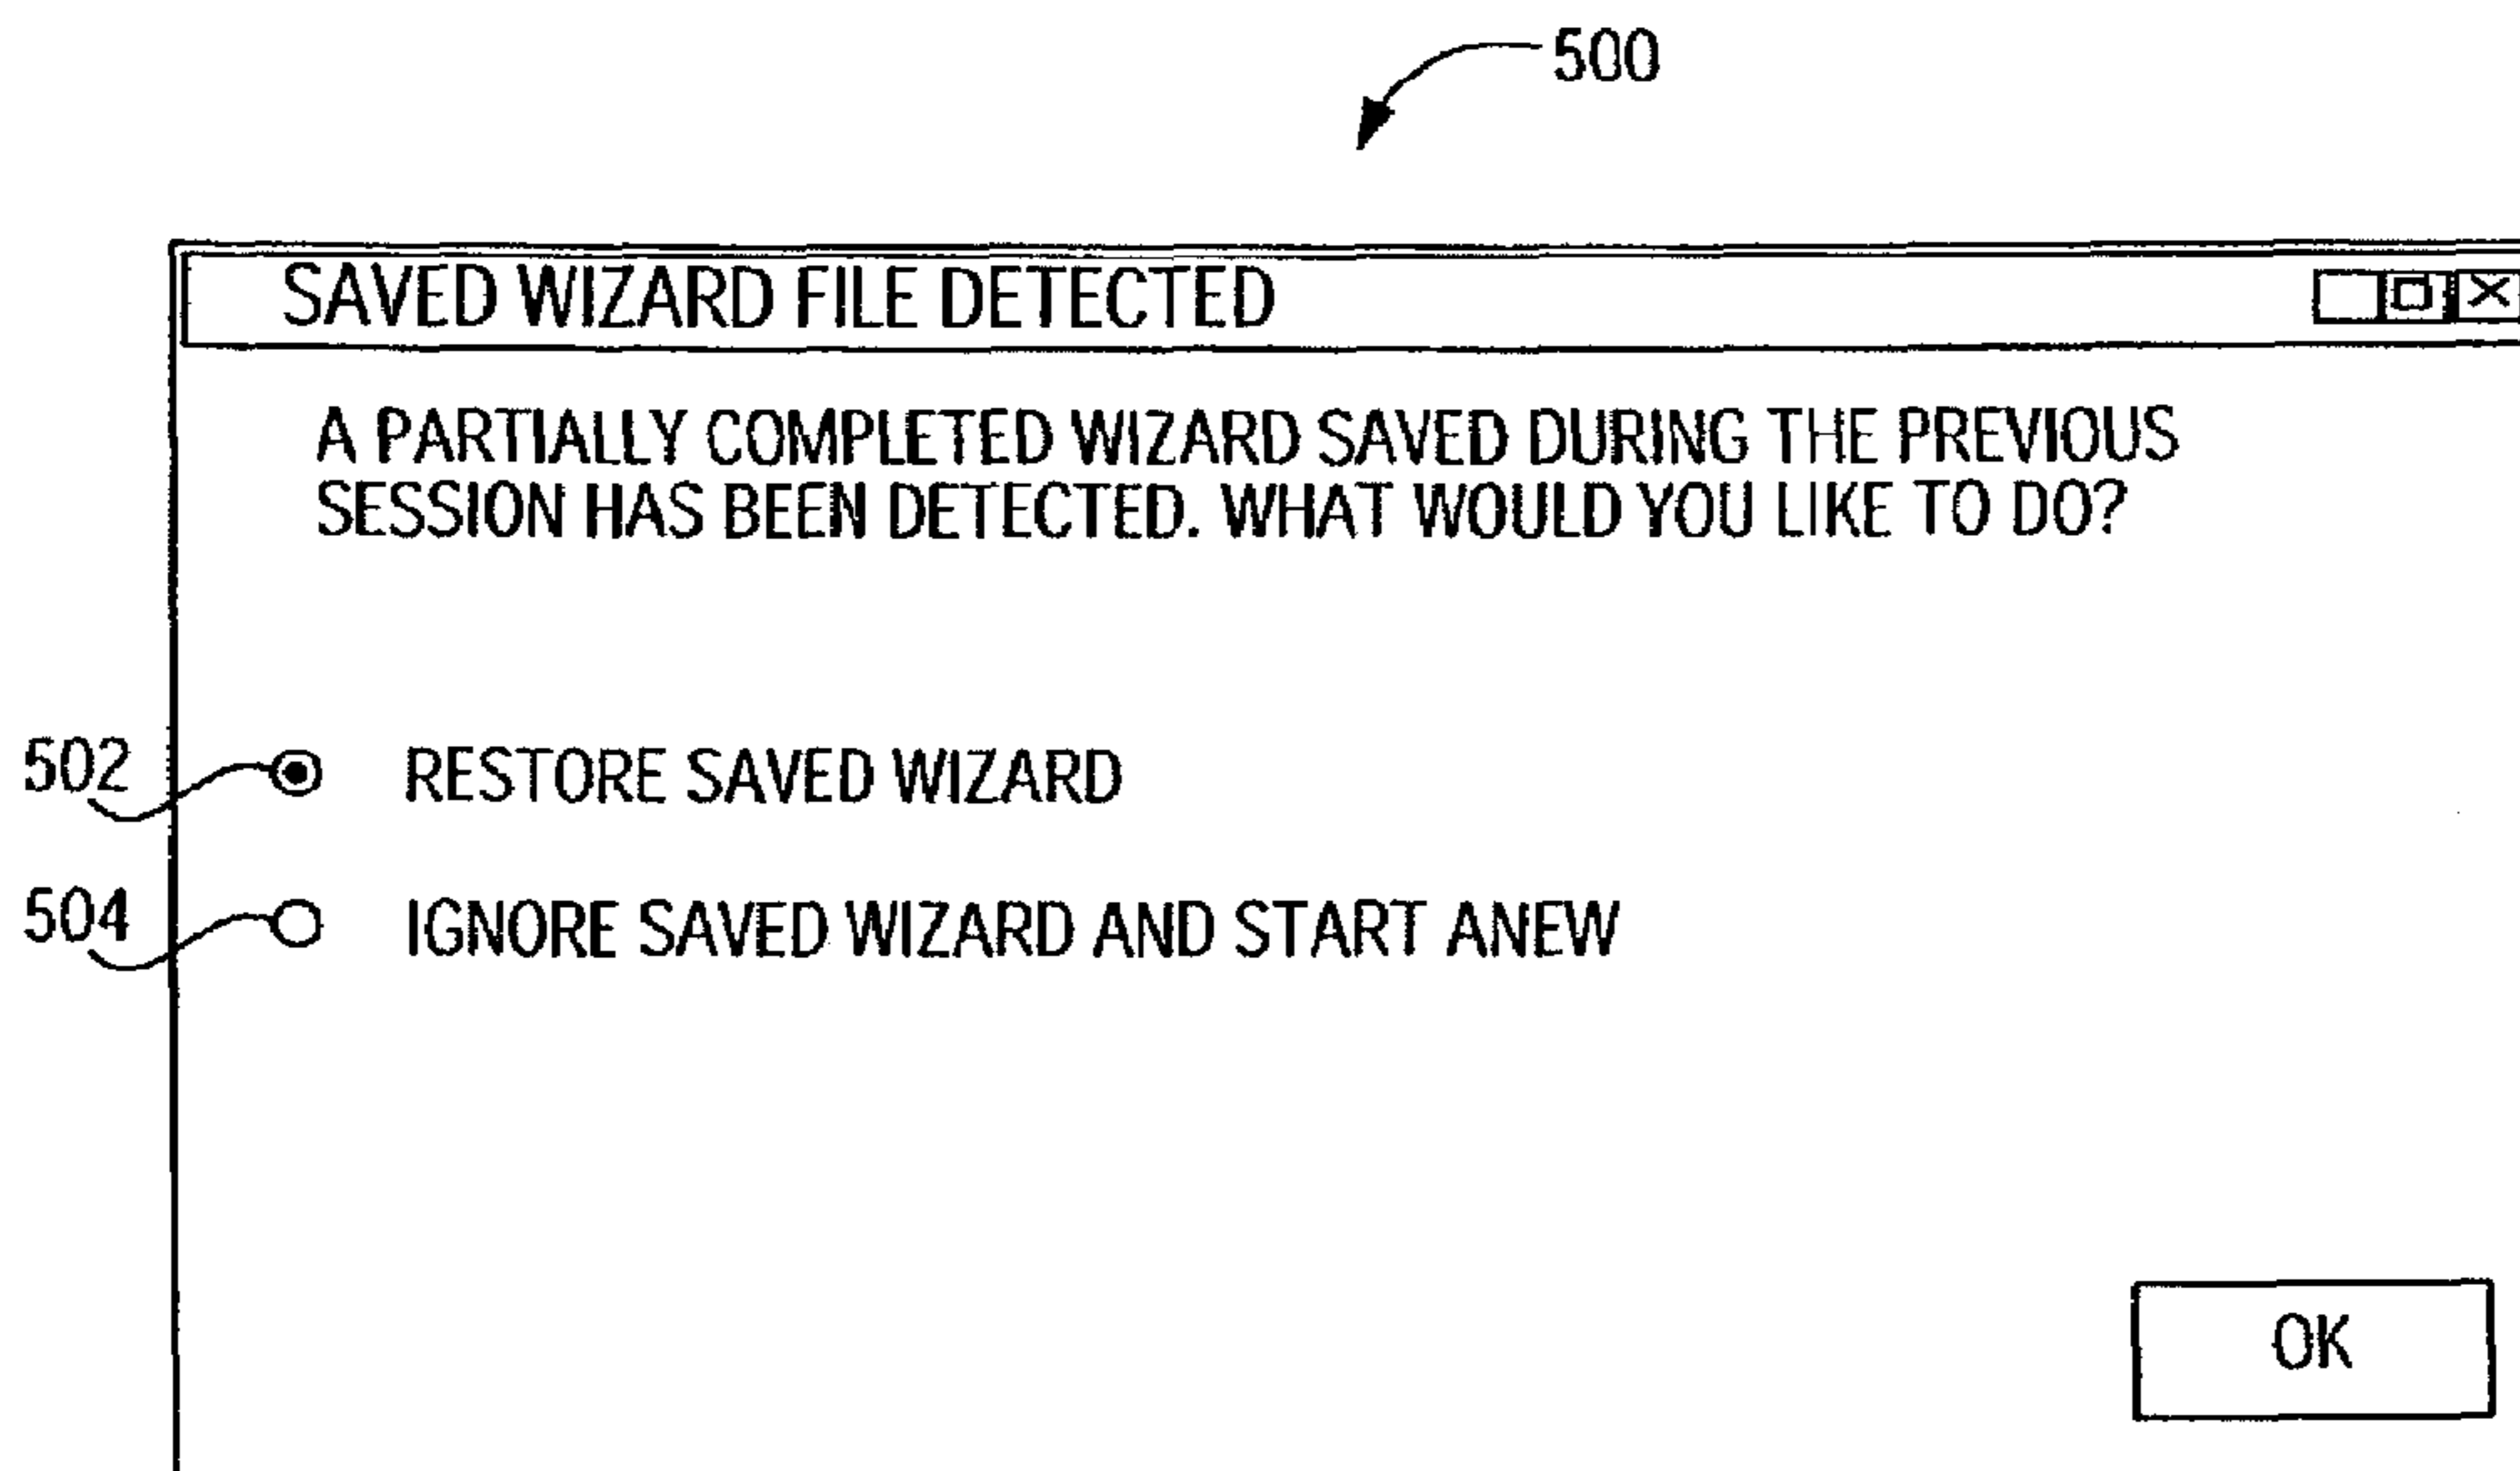 500
SAVED WIZARD FILE DETECTED
A PARTIALLY COMPLETED WIZARD SAVED DURING THE PREVIOUS
SESSION HAS BEEN DETECTED. WHAT WOULD YOU LIKE TO DO?
502 RESTORE SAVED WIZARD
504 IGNORE SAVED WIZARD AND START ANEW
OK